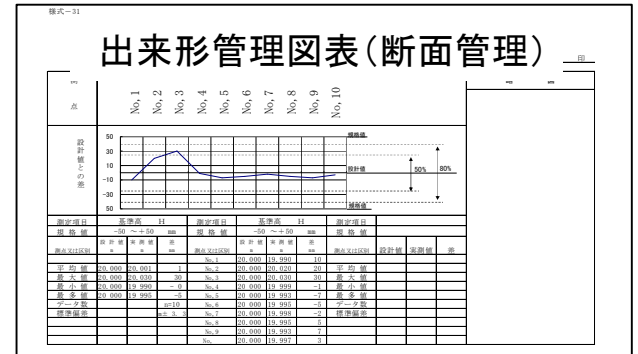 様式－31
出来形管理図表（断面管理）
印
測 点 No,1 No,2 No,3 No,4 No,5 No,6 No,7 No,8 No,9 No,10
設計値との差
50
30
10
－10
－30
50
規格値
設計値
規格値
50%
80%
測定項目 基準高 H 測定項目 基準高 H 測定項目
規 格 値 －50 ～＋50 mm 規 格 値 －50 ～＋50 mm 規 格 値
測点又は区別 設 計 値 m 実 測 値 m 差 mm 測点又は区別 設 計 値 m 実 測 値 m 差 mm 測点又は区別 設計値 実測値 差
No,1 20.000 19.990 10
平 均 値 20.000 20.001 1 No,2 20.000 20.020 20 平 均 値
最 大 値 20.000 20.030 30 No,3 20.000 20.030 30 最 大 値
最 小 値 20.000 19 990 － 0 No,4 20.000 19 999 －1 最 小 値
最 多 値 20 000 19 995 －5 No,5 20.000 19 993 －7 最 多 値
データ数 n=10 No,6 20 000 19 995 －5 データ数
標準偏差 m± 3. 3 No,7 20.000 19.998 －2 標準偏差
No,8 20.000 19.995 5
No,9 20.000 19.993 7
No, 20.000 19.997 3